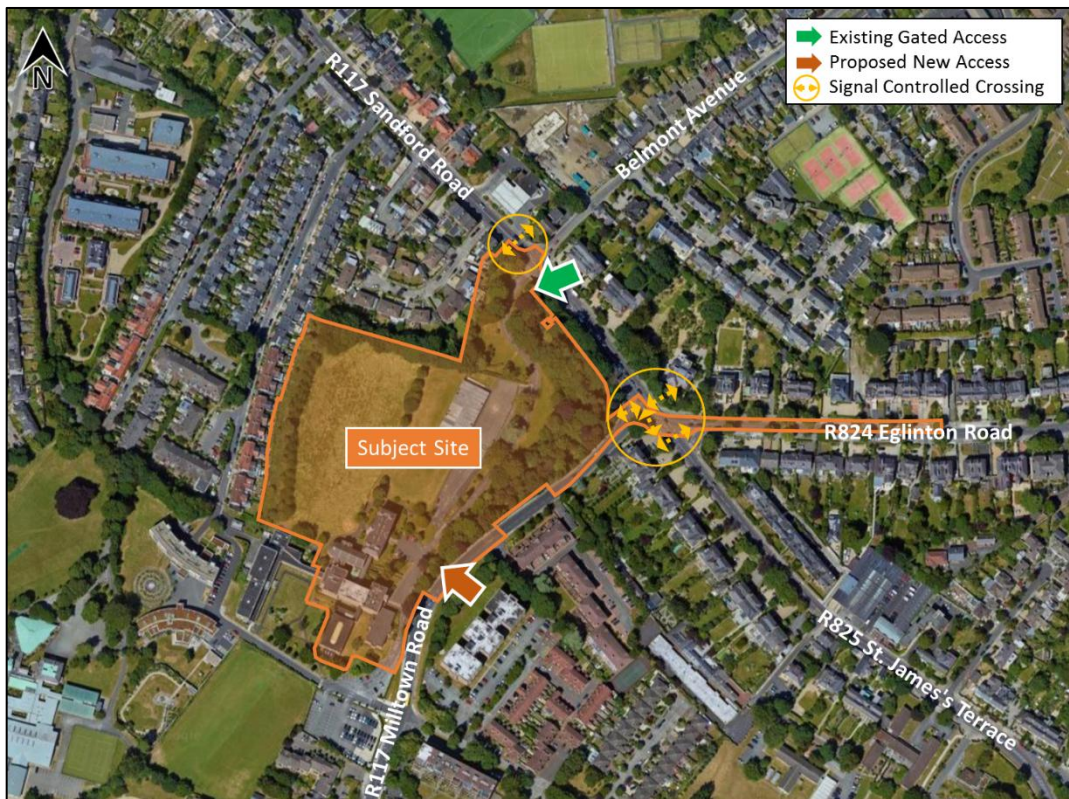 N
Existing Gated Access
Proposed New Access
Signal Controlled Crossing
R117 Sandford Road
Belmont Avenue
Subject Site
R824 Eglinton Road
R117 Milltown Road
R825 St. James's Terrace